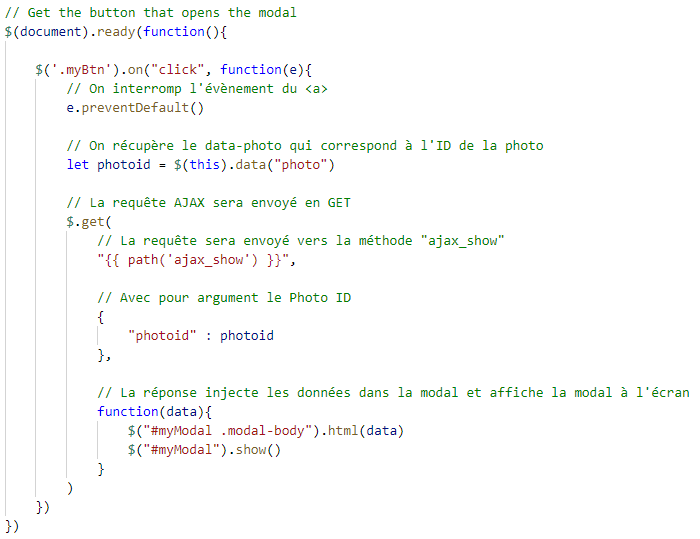 // Get the button that opens the modal
$(document).ready(function(){
$('.myBtn').on("click", function(e){
// On interromp l'évènement du <a>
e.preventDefault()
// On récupère le data-photo qui correspond à l'ID de la photo
let photoid = $(this).data("photo")
// La requête AJAX sera envoyé en GET
$.get(
// La requête sera envoyé vers la méthode "ajax_show"
"{{ path('ajax_show') }}",
// Avec pour argument le Photo ID
{
"photoid" : photoid
},
// La réponse injecte les données dans la modal et affiche la modal à l'écran
function(data){
$("#myModal .modal-body").html(data)
$("#myModal").show()
}
)
})
})